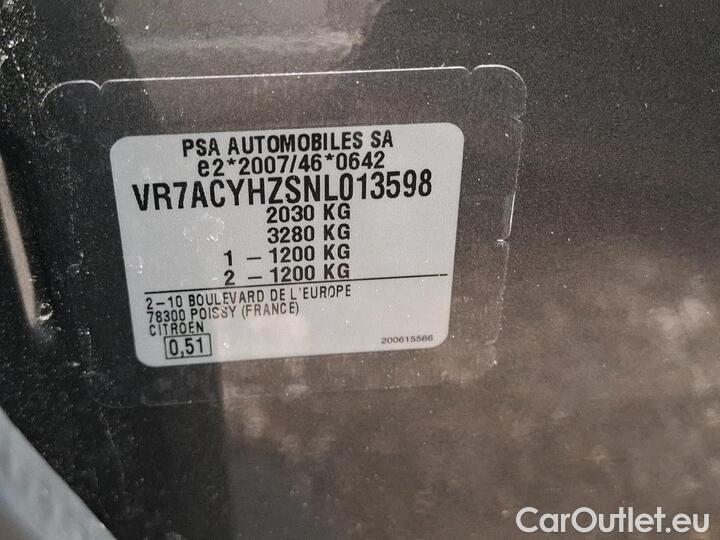 PSA AUTOMOBILES SA
e2*2007/46*0642
VR7ACYHZSNL013598
2030 KG
3280 KG
1 - 1200 KG
2 - 1200 KG
2-10 BOULEVARD DE L'EUROPE
78300 POISSY (FRANCE)
CITROEN
0,51
200615566
CarOutlet.eu